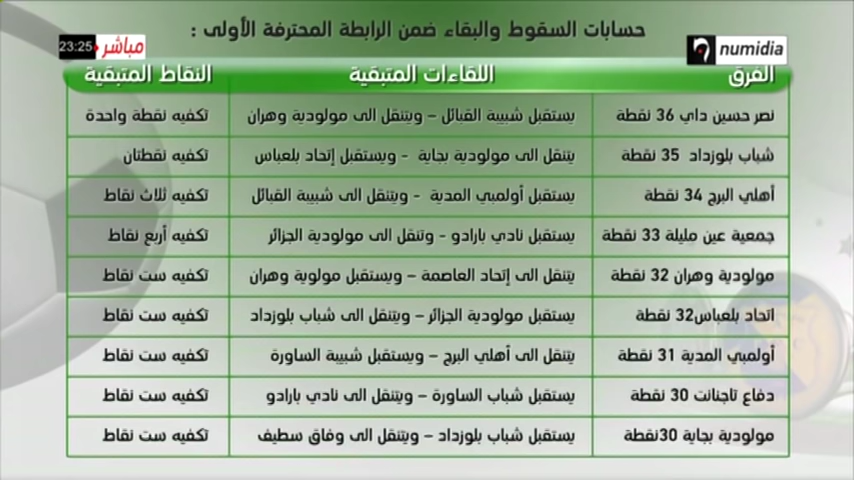 حسابات السقوط والبقاء ضمن الرابطة المحترفة الأولى :
numidia
مباشر 23:25
الفرق اللقاءات المتبقية النقاط المتبقية
نصر حسين داي 36 نقطة يستقبل شبيبة القبائل – ويتنقل الى مولودية وهران تكفيه نقطة واحدة
شباب بلوزداد 35 نقطة يتنقل الى مولودية بجاية - ويستقبل إتحاد بلعباس تكفيه نقطتان
أهلي البرج 34 نقطة يستقبل أولمبي المدية - ويتنقل الى شبيبة القبائل تكفيه ثلاث نقاط
جمعية عين مليلة 33 نقطة يستقبل نادي بارادو - وتنقل الى مولودية الجزائر تكفيه أربع نقاط
مولودية وهران 32 نقطة يتنقل الى إتحاد العاصمة – ويستقبل مولوية وهران تكفيه ست نقاط
اتحاد بلعباس32 نقطة يستقبل مولودية الجزائر – ويتنقل الى شباب بلوزداد تكفيه ست نقاط
أولمبي المدية 31 نقطة يتنقل الى أهلي البرج – ويستقبل شبيبة الساورة تكفيه ست نقاط
دفاع تاجنانت 30 نقطة يستقبل شباب الساورة – ويتنقل الى نادي بارادو تكفيه ست نقاط
مولودية بجاية 30نقطة يستقبل شباب بلوزداد – ويتنقل الى وفاق سطيف تكفيه ست نقاط